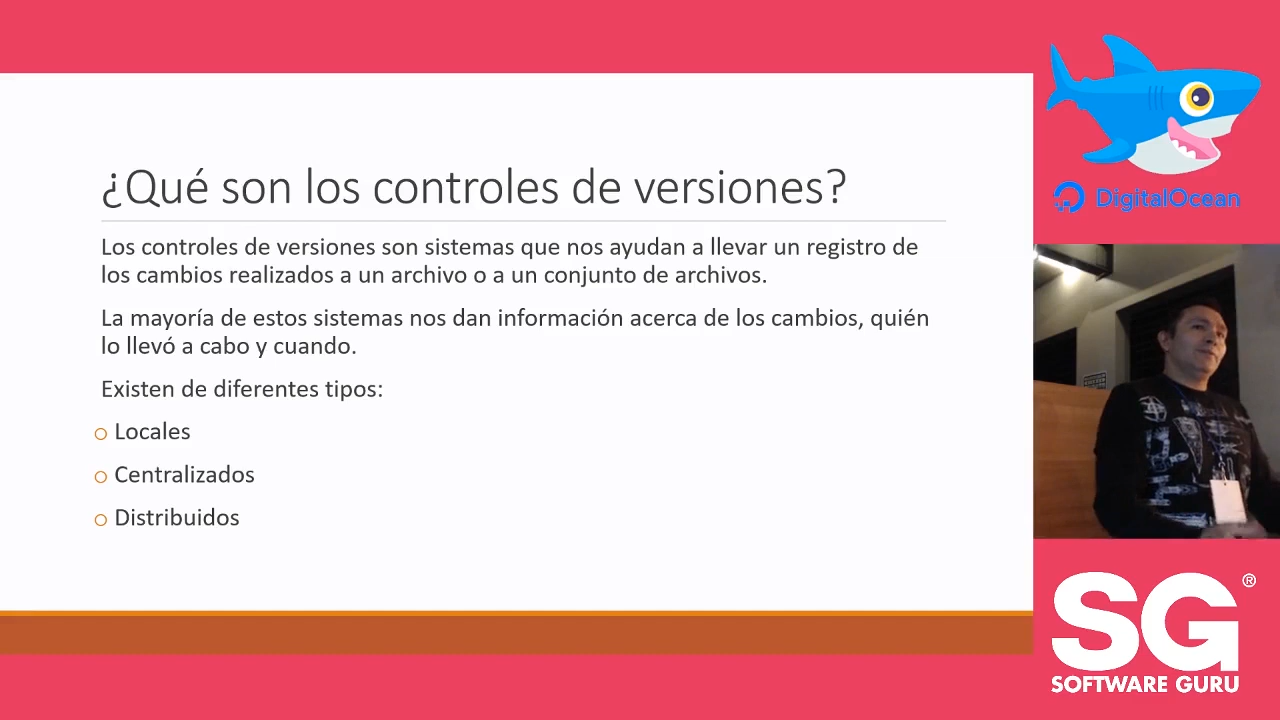 ¿Qué son los controles de versiones?
Los controles de versiones son sistemas que nos ayudan a llevar un registro de
los cambios realizados a un archivo o a un conjunto de archivos.
La mayoría de estos sistemas nos dan información acerca de los cambios, quién
lo llevó a cabo y cuando.
Existen de diferentes tipos:
Locales
Centralizados
Distribuidos
DigitalOcean
SG®
SOFTWARE GURU